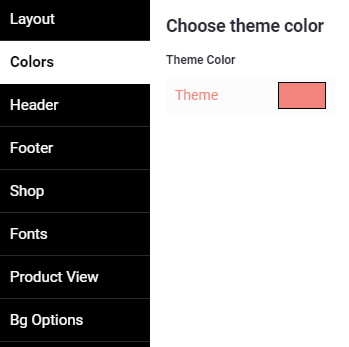 Layout
Colors
Header
Footer
Shop
Fonts
Product View
Bg Options
Choose theme color
Theme Color
Theme